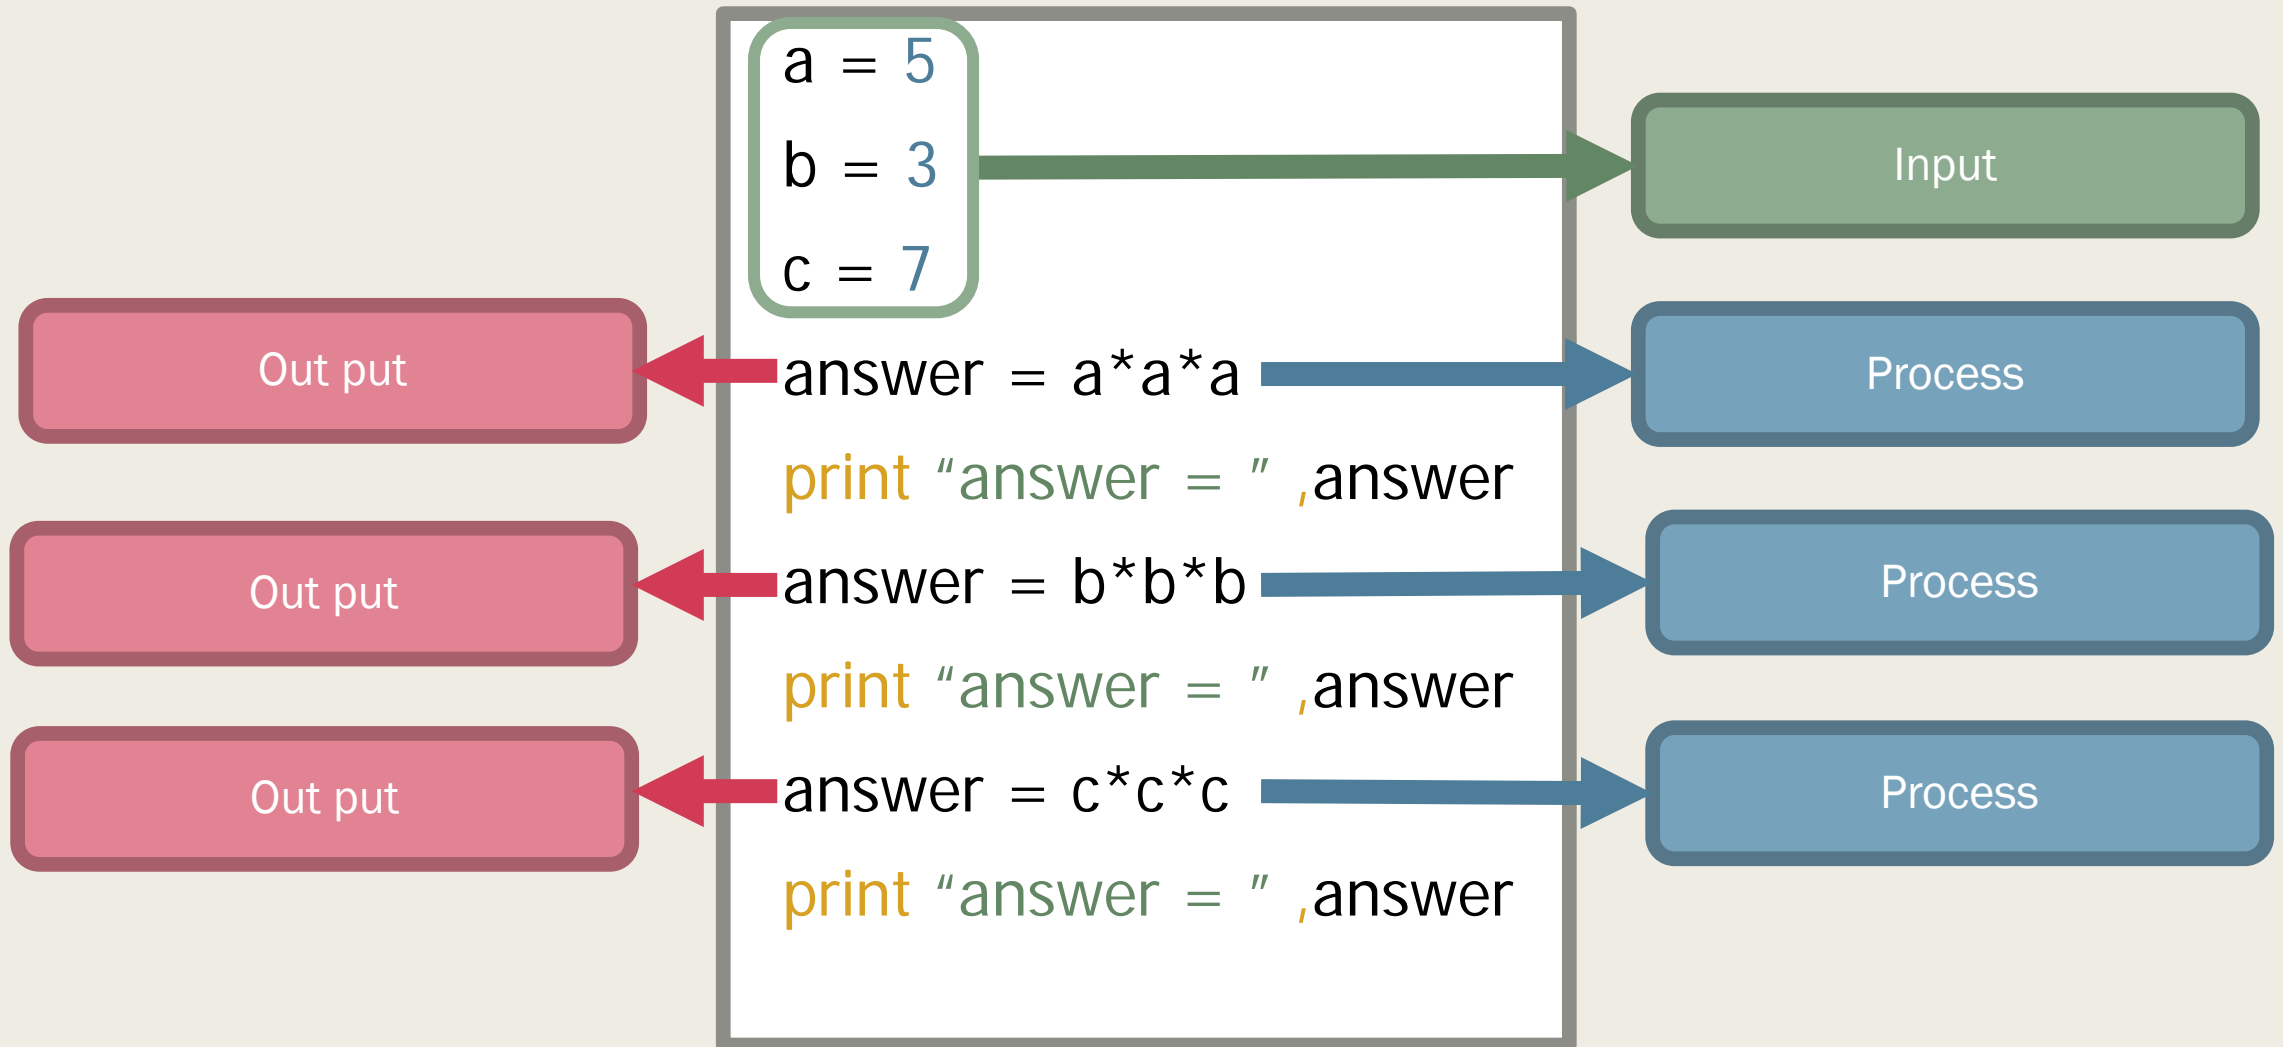 a = 5
b = 3
Input
c = 7
Out put
answer = a*a*a
Process
print “answer = ” ,answer
Out put
answer = b*b*b
Process
print “answer = ” ,answer
Out put
answer = c*c*c
Process
print “answer = ” ,answer